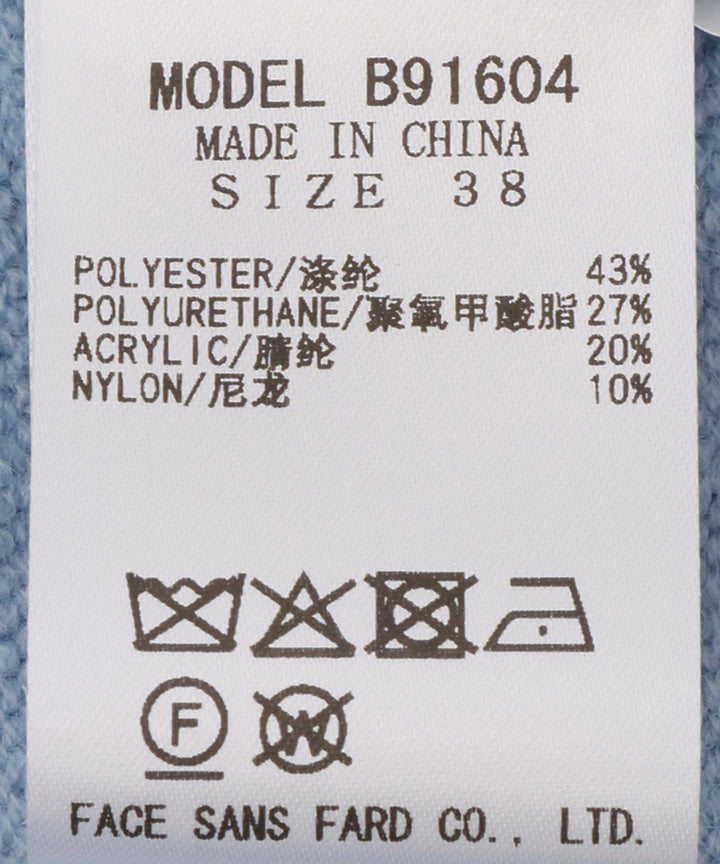 MODEL B91604
MADE IN CHINA
SIZE 38
POLYESTER/涤纶 43%
POLYURETHANE/聚氧甲酸脂 27%
ACRYLIC/腈纶 20%
NYLON/尼龙 10%
F W
FACE SANS FARD CO., LTD.